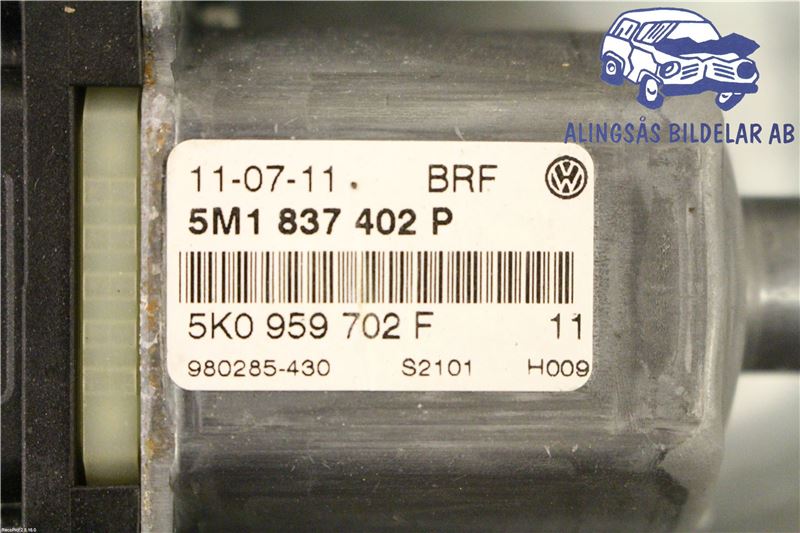 ALINGSÅS BILDELAR AB
11-07-11. BRF
5M1 837 402 P
5K0 959 702 F 11
980285-430 S2101 H009